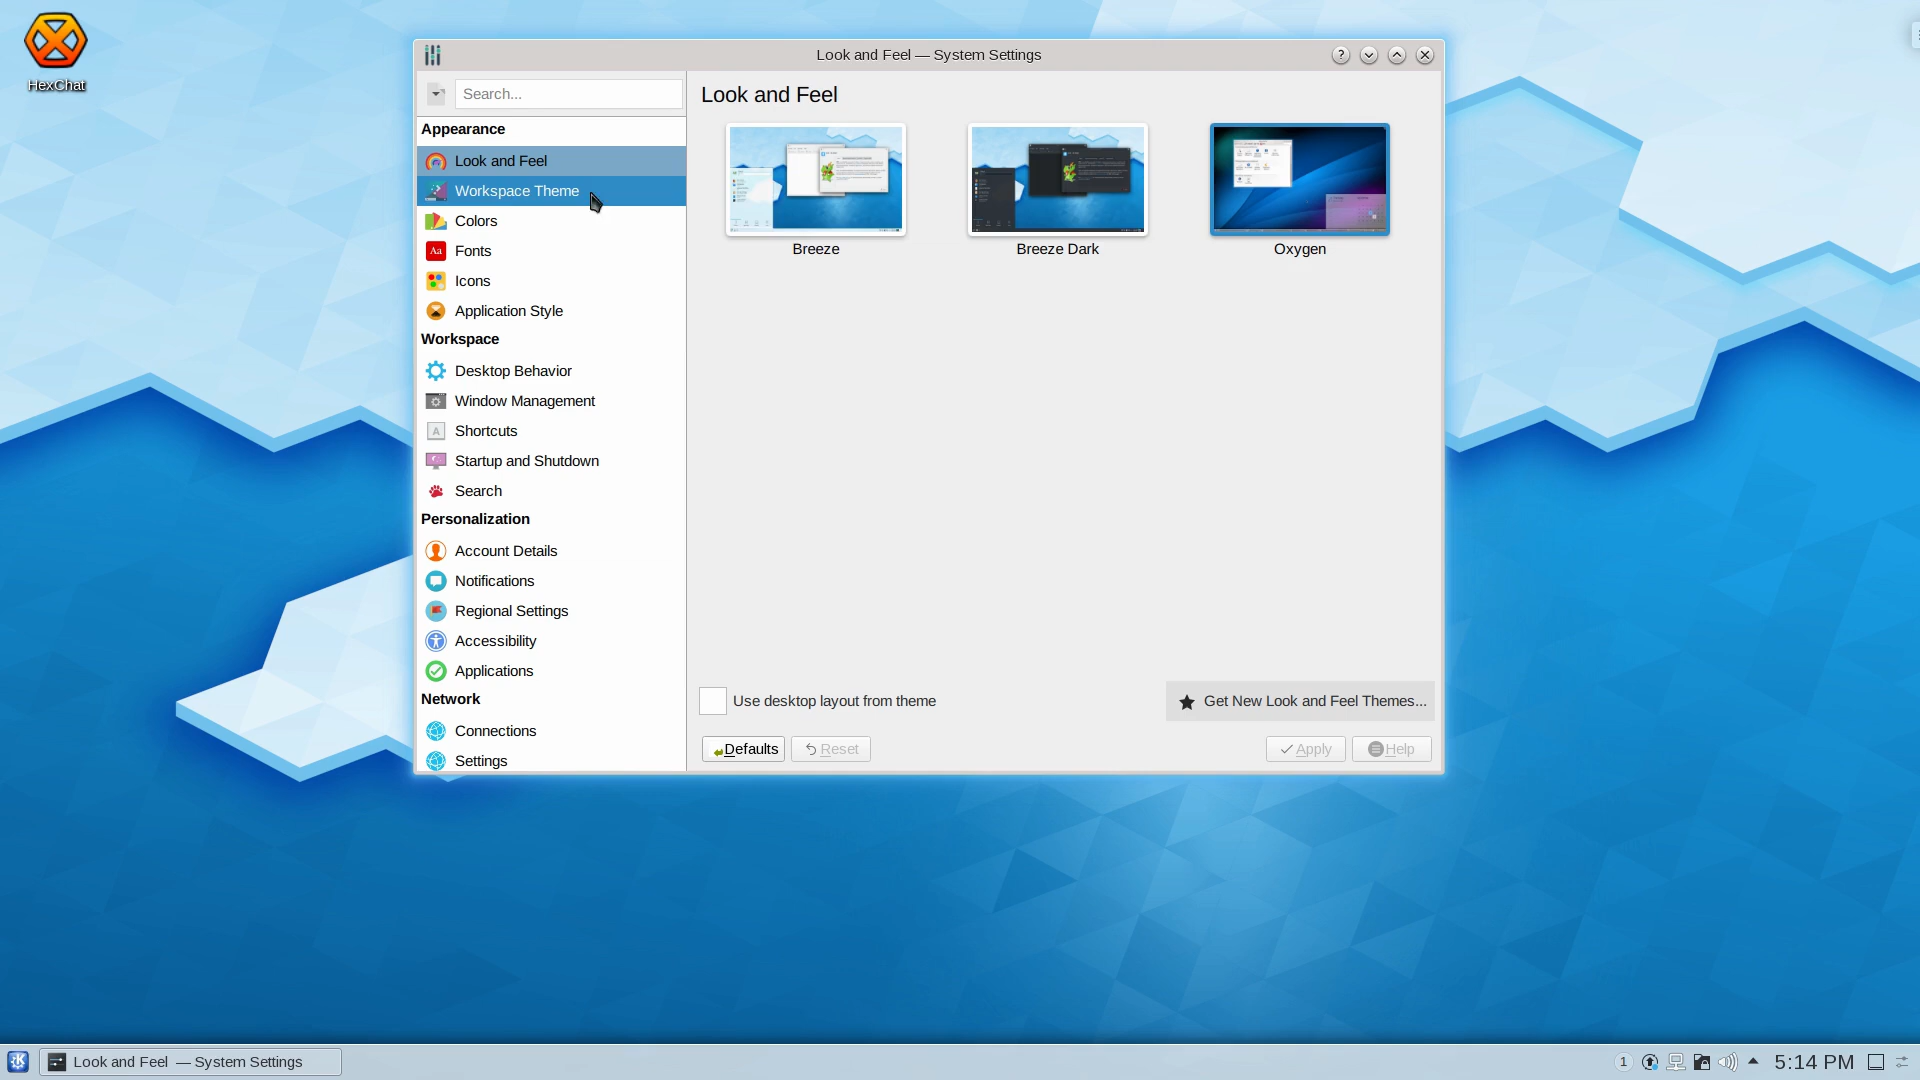 HexChat
Look and Feel — System Settings
Search...
Look and Feel
Appearance
Look and Feel
Workspace Theme
Colors
Fonts
Icons
Application Style
Workspace
Desktop Behavior
Window Management
Shortcuts
Startup and Shutdown
Search
Personalization
Account Details
Notifications
Regional Settings
Accessibility
Applications
Network
Connections
Settings
Breeze
Breeze Dark
Oxygen
Use desktop layout from theme
Get New Look and Feel Themes...
Defaults
Reset
Apply
Help
Look and Feel — System Settings
1
5:14 PM